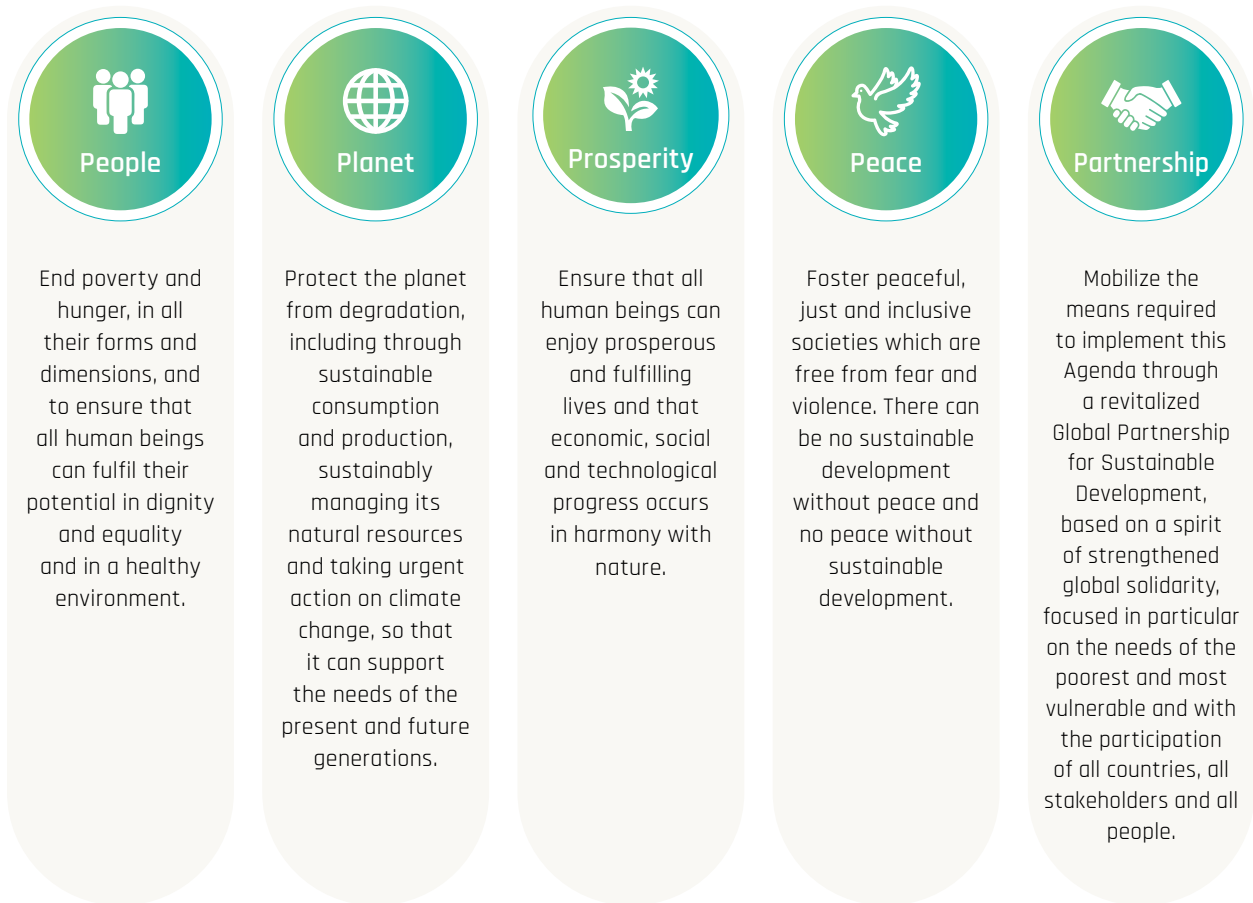 People
End poverty and
hunger, in all
their forms and
dimensions, and
to ensure that
all human beings
can fulfil their
potential in dignity
and equality
and in a healthy
environment.
Planet
Protect the planet
from degradation,
including through
sustainable
consumption
and production,
sustainably
managing its
natural resources
and taking urgent
action on climate
change, so that
it can support
the needs of the
present and future
generations.
Prosperity
Ensure that all
human beings can
enjoy prosperous
and fulfilling
lives and that
economic, social
and technological
progress occurs
in harmony with
nature.
Peace
Foster peaceful,
just and inclusive
societies which are
free from fear and
violence. There can
be no sustainable
development
without peace and
no peace without
sustainable
development.
Partnership
Mobilize the
means required
to implement this
Agenda through
a revitalized
Global Partnership
for Sustainable
Development,
based on a spirit
of strengthened
global solidarity,
focused in particular
on the needs of the
poorest and most
vulnerable and with
the participation
of all countries, all
stakeholders and all
people.